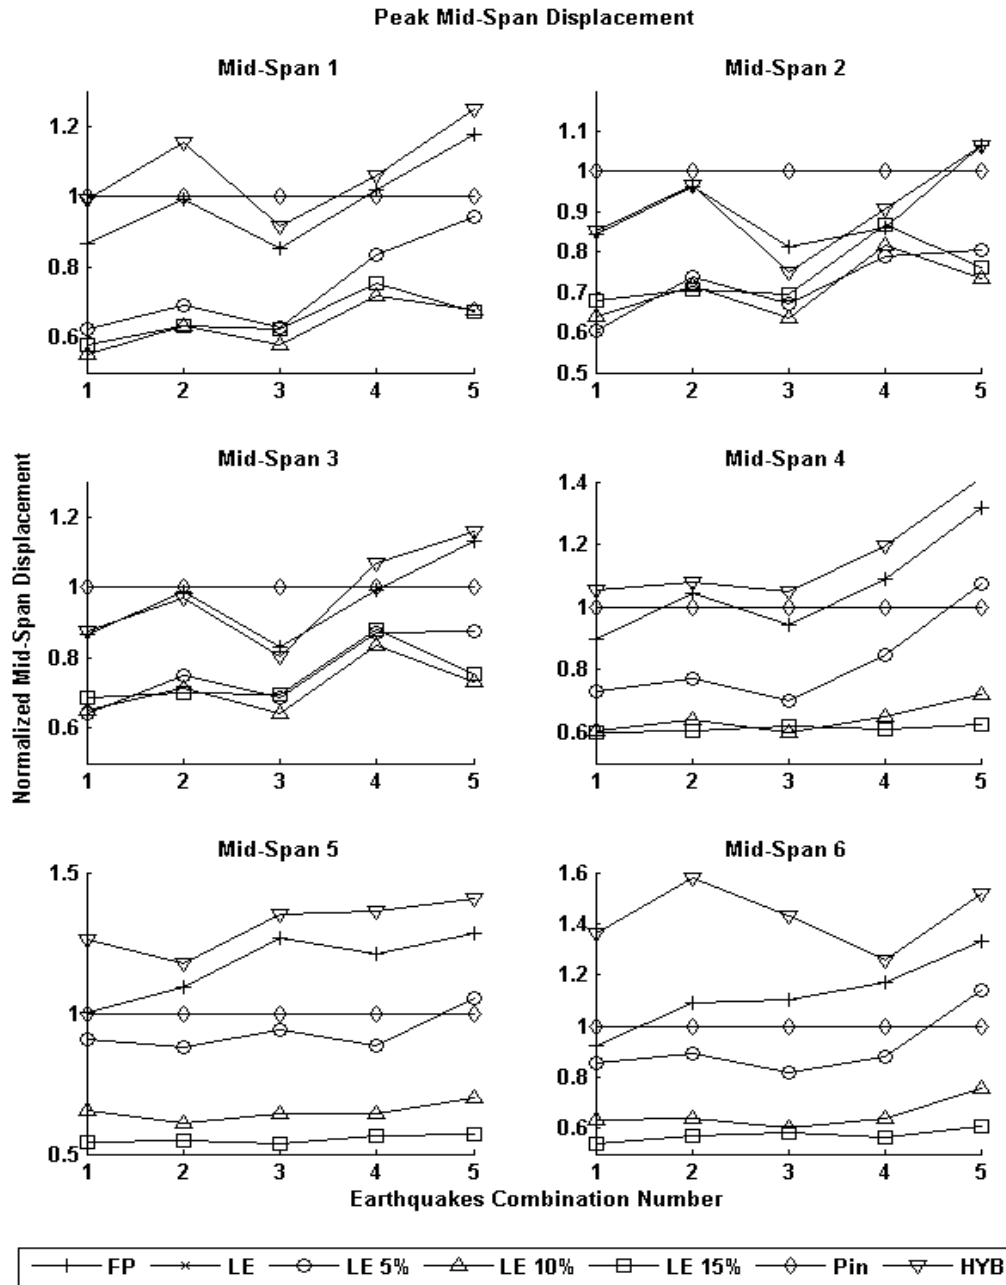 Peak Mid-Span Displacement
Mid-Span 1
1.2
1
0.8
0.6
1 2 3 4 5
Mid-Span 2
1.1
1
0.9
0.8
0.7
0.6
0.5
1 2 3 4 5
Normalized Mid-Span Displacement
Mid-Span 3
1.2
1
0.8
0.6
1 2 3 4 5
Mid-Span 4
1.4
1.2
1
0.8
0.6
1 2 3 4 5
Mid-Span 5
1.5
1
0.5
1 2 3 4 5
Mid-Span 6
1.6
1.4
1.2
1
0.8
0.6
1 2 3 4 5
Earthquakes Combination Number
FP LE LE 5% LE 10% LE 15% Pin HYB